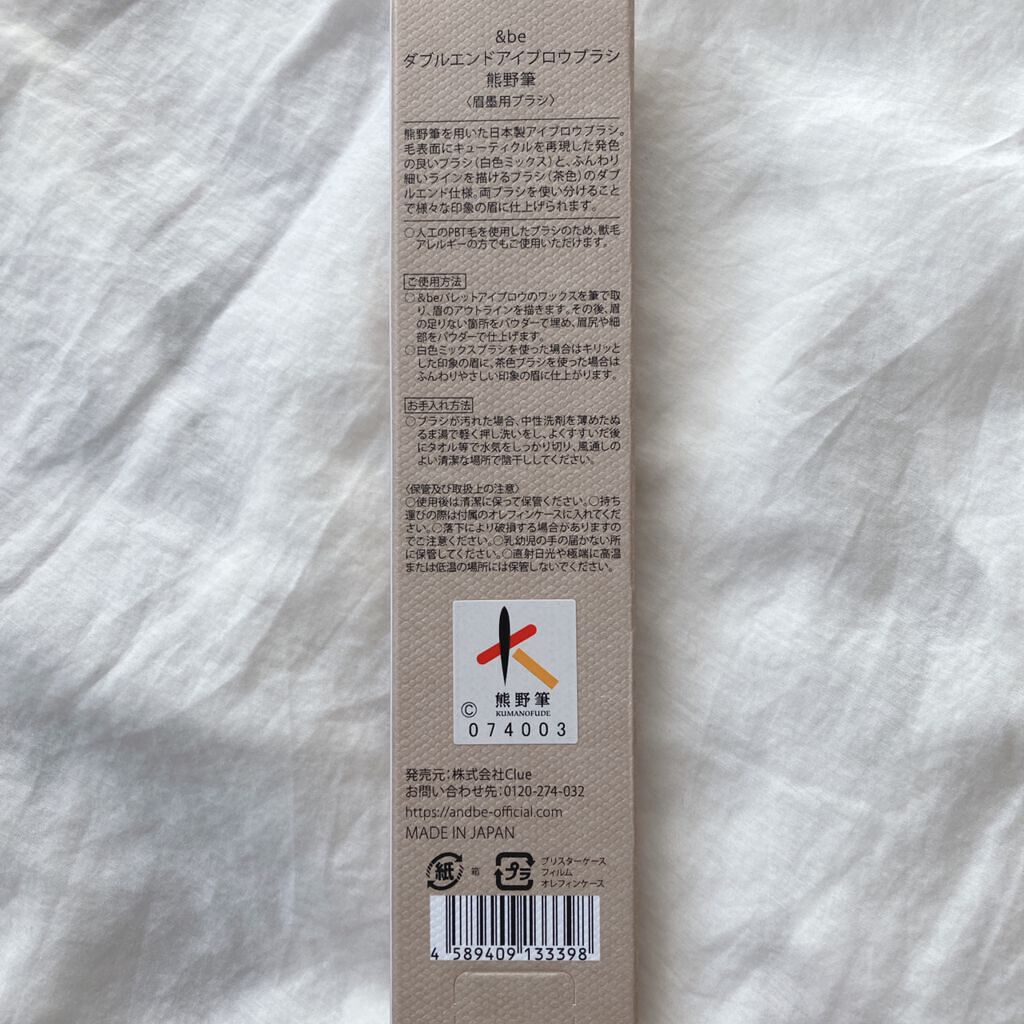 &be
ダブルエンドアイブロウブラシ
熊野筆
〈眉墨用ブラシ〉
熊野筆を用いた日本製アイブロウブラシ。
毛表面にキューティクルを再現した発色
の良いブラシ(白色ミックス)と、ふんわり
細いラインを描けるブラシ(茶色)のダブ
ルエンド仕様。両ブラシを使い分けること
で様々な印象の眉に仕上げられます。
○人工のPBT毛を使用したブラシのため、獣毛
アレルギーの方でもご使用いただけます。
ご使用方法
○&beパレットアイブロウのワックスを筆で取
り、眉のアウトラインを描きます。その後、眉
の足りない箇所をパウダーで埋め、眉尻や細
部をパウダーで仕上げます。
○白色ミックスブラシを使った場合はキリッと
した印象の眉に、茶色ブラシを使った場合は
ふんわりやさしい印象の眉に仕上がります。
お手入れ方法
○ブラシが汚れた場合、中性洗剤を薄めたぬ
るま湯で軽く押し洗いをし、よくすすいだ後
にタオル等で水気をしっかり切り、風通しの
よい清潔な場所で陰干ししてください。
〈保管及び取扱上の注意〉
○使用後は清潔に保って保管ください。○持ち
運びの際は付属のオレフィンケースに入れてくだ
さい。○落下により破損する場合がありますの
でご注意ください。○乳幼児の手の届かない所
に保管してください。○直射日光や極端に高温
または低温の場所には保管しないでください。
熊野筆
KUMANOFUDE
©
074003
発売元:株式会社Clue
お問い合わせ先:0120-274-032
https://andbe-official.com
MADE IN JAPAN
紙 箱 プラ ブリスターケース
フィルム
オレフィンケース
4 589409 133398